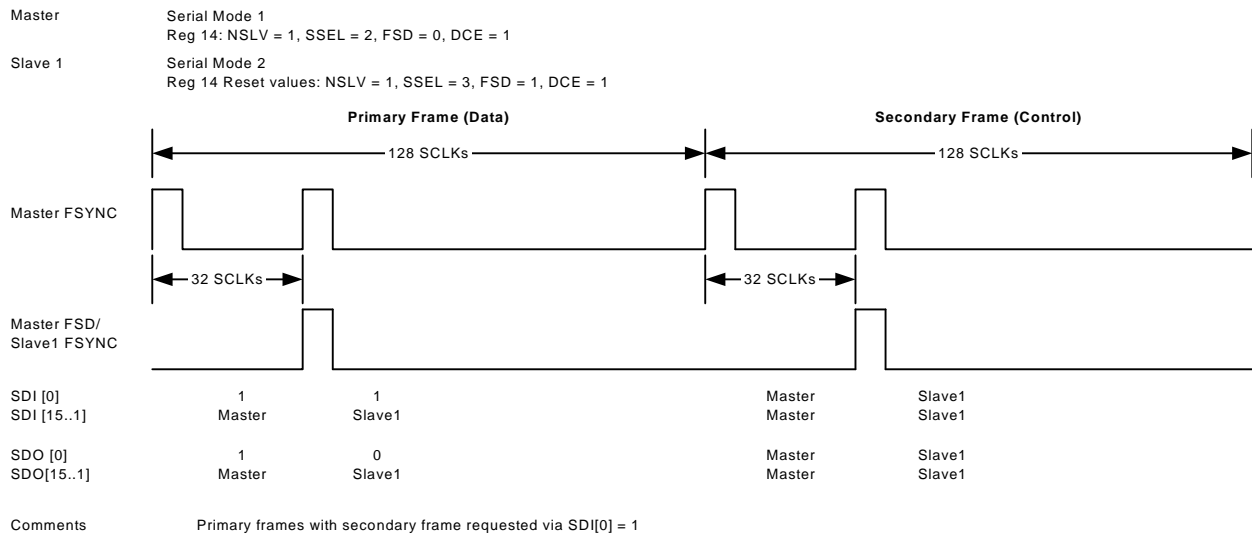 Master Serial Mode 1
Reg 14: NSLV = 1, SSEL = 2, FSD = 0, DCE = 1
Slave 1 Serial Mode 2
Reg 14 Reset values: NSLV = 1, SSEL = 3, FSD = 1, DCE = 1
Primary Frame (Data) Secondary Frame (Control)
128 SCLKs 128 SCLKs
Master FSYNC
32 SCLKs 32 SCLKs
Master FSD/
Slave1 FSYNC
SDI [0] 1 1 Master Slave1
SDI [15..1] Master Slave1 Master Slave1
SDO [0] 1 0 Master Slave1
SDO[15..1] Master Slave1 Master Slave1
Comments Primary frames with secondary frame requested via SDI[0] = 1